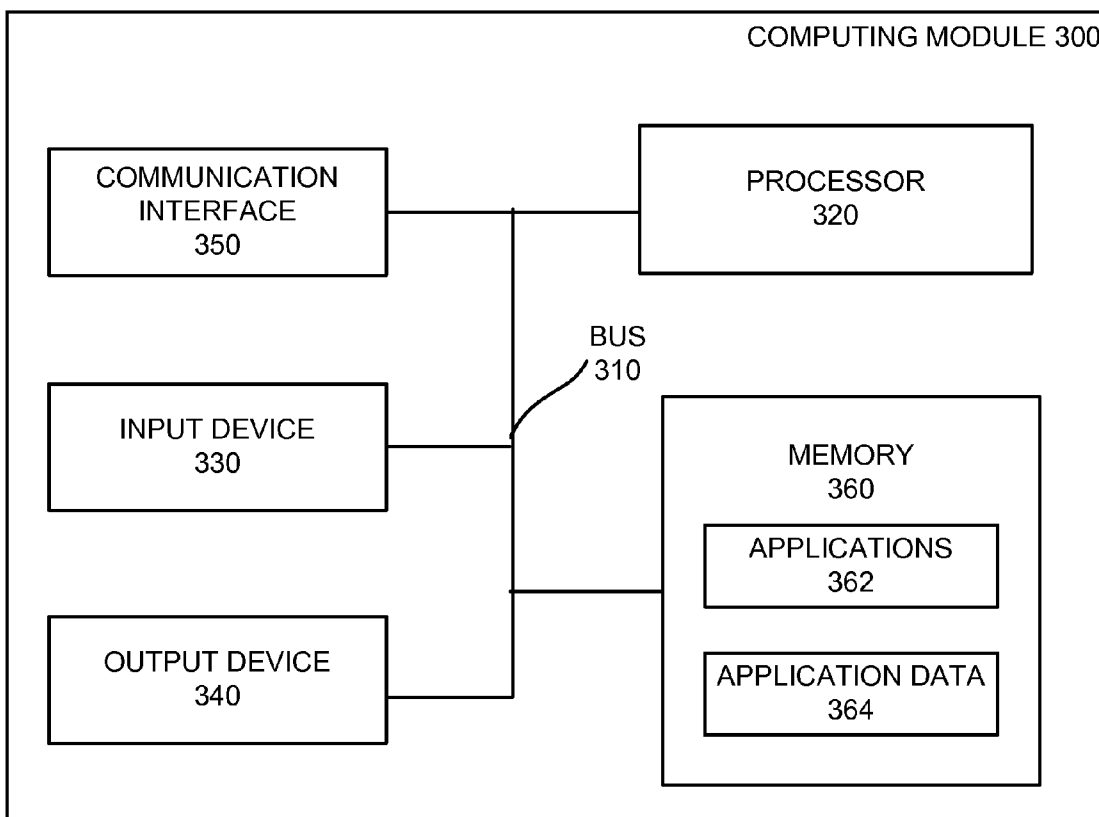 COMPUTING MODULE 300
COMMUNICATION
INTERFACE
350
PROCESSOR
320
BUS
310
INPUT DEVICE
330
MEMORY
360
APPLICATIONS
362
OUTPUT DEVICE
340
APPLICATION DATA
364